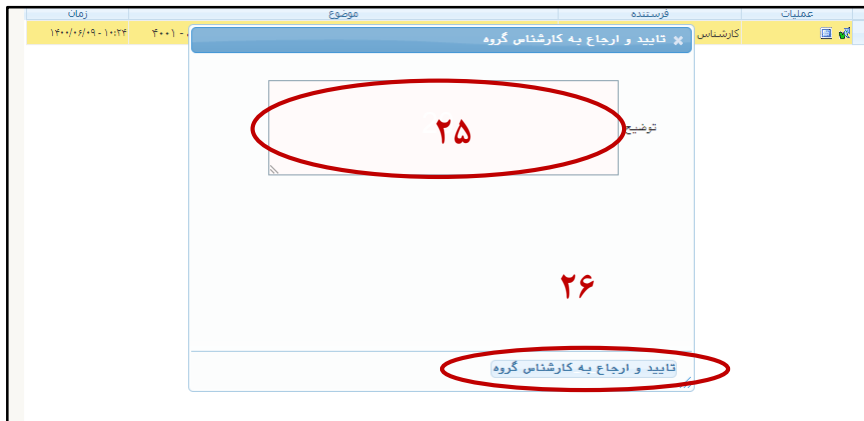 عملیات فرستنده موضوع زمان
تایید و ارجاع به کارشناس گروه
کارشناس ۴۰۰۱ - ۱۴۰۰/۰۶/۰۹ - ۱۰:۲۴
توضیح
۲۵
۲۶
تایید و ارجاع به کارشناس گروه